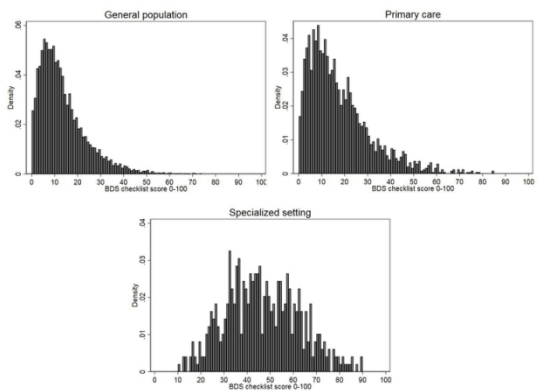 General population
Density
0 .02 .04 .06
0 10 20 30 40 50 60 70 80 90 100
BDS checklist score 0-100
Primary care
Density
0 .01 .02 .03 .04
0 10 20 30 40 50 60 70 80 90 100
BDS checklist score 0-100
Specialized setting
Density
0 .01 .02 .03 .04
0 10 20 30 40 50 60 70 80 90 100
BDS checklist score 0-100